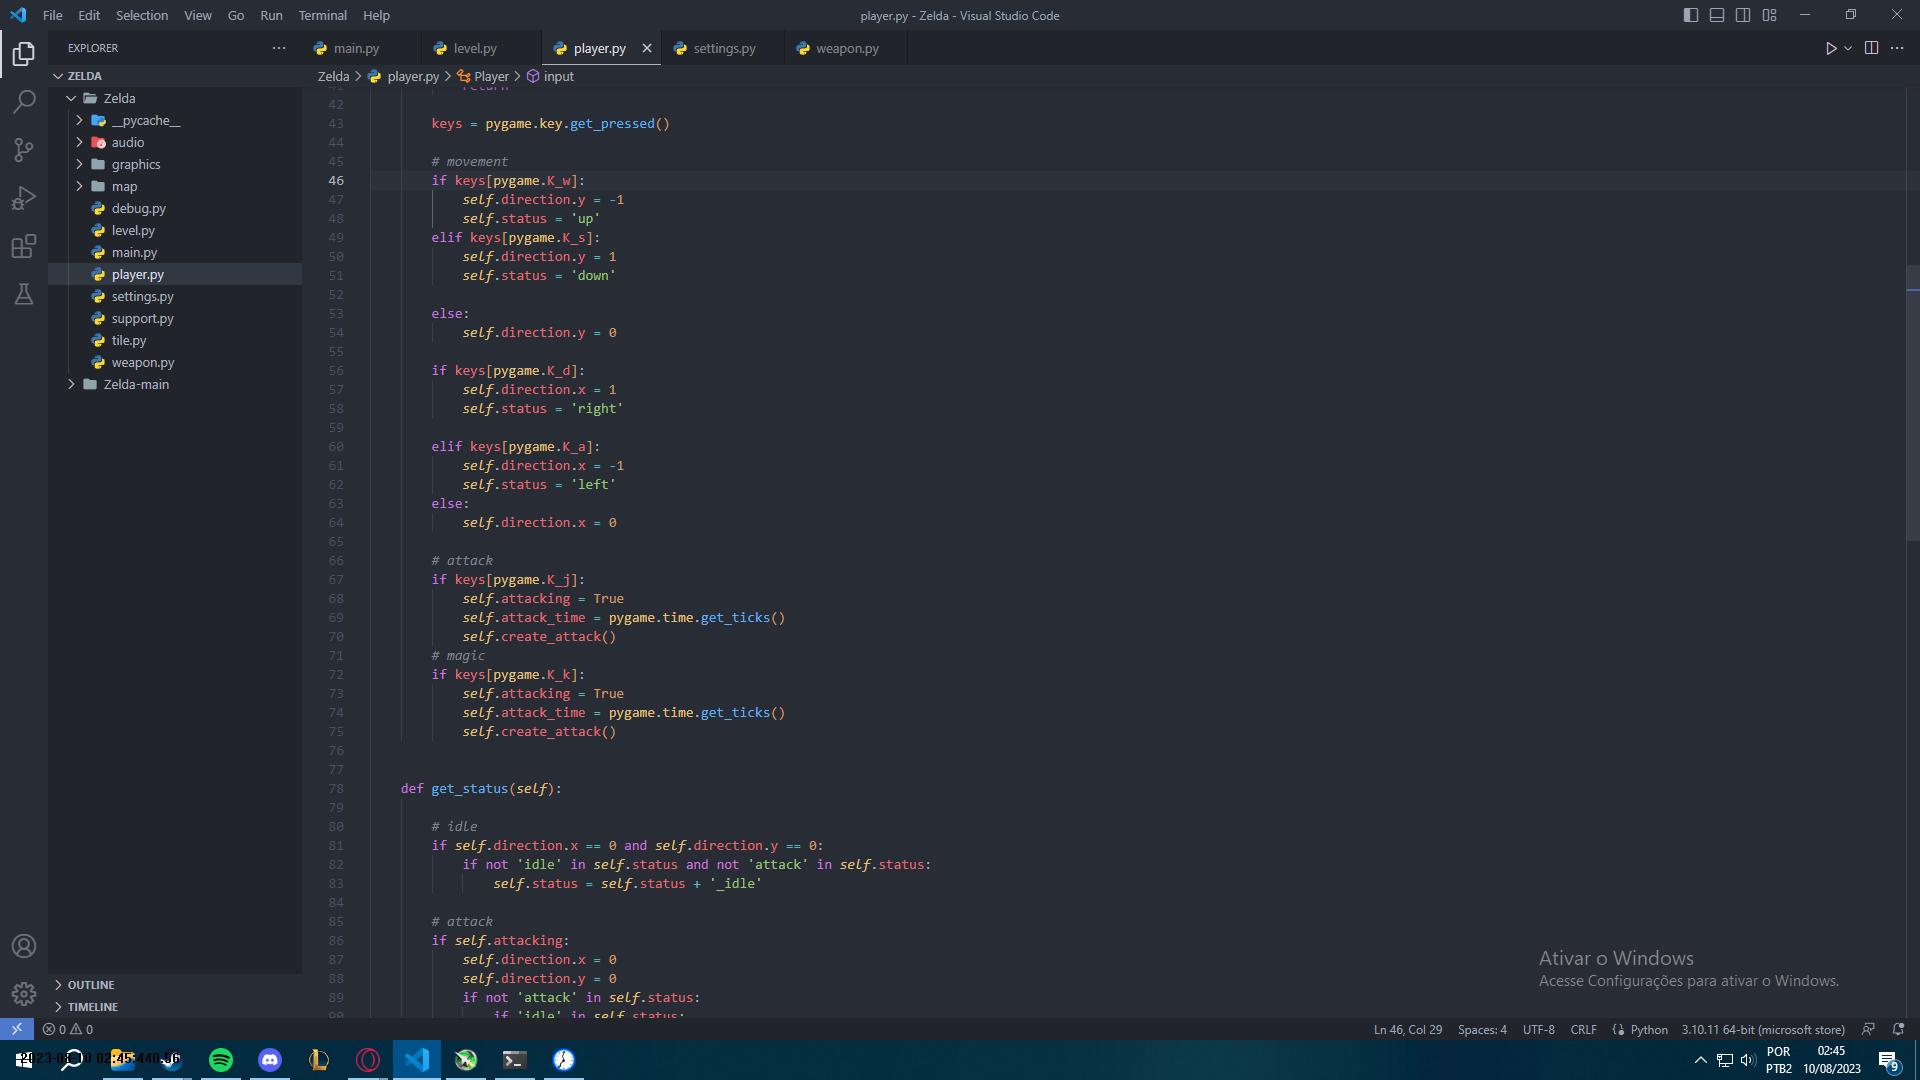 File Edit Selection View Go Run Terminal Help
player.py - Zelda - Visual Studio Code
EXPLORER
main.py level.py player.py settings.py weapon.py
ZELDA
Zelda > player.py > Player > input
Zelda
__pycache__
audio
graphics
map
debug.py
level.py
main.py
player.py
settings.py
support.py
tile.py
weapon.py
Zelda-main
OUTLINE
TIMELINE
41 return
42
43 keys = pygame.key.get_pressed()
44
45 # movement
46 if keys[pygame.K_w]:
47 self.direction.y = -1
48 self.status = 'up'
49 elif keys[pygame.K_s]:
50 self.direction.y = 1
51 self.status = 'down'
52
53 else:
54 self.direction.y = 0
55
56 if keys[pygame.K_d]:
57 self.direction.x = 1
58 self.status = 'right'
59
60 elif keys[pygame.K_a]:
61 self.direction.x = -1
62 self.status = 'left'
63 else:
64 self.direction.x = 0
65
66 # attack
67 if keys[pygame.K_j]:
68 self.attacking = True
69 self.attack_time = pygame.time.get_ticks()
70 self.create_attack()
71 # magic
72 if keys[pygame.K_k]:
73 self.attacking = True
74 self.attack_time = pygame.time.get_ticks()
75 self.create_attack()
76
77
78 def get_status(self):
79
80 # idle
81 if self.direction.x == 0 and self.direction.y == 0:
82 if not 'idle' in self.status and not 'attack' in self.status:
83 self.status = self.status + '_idle'
84
85 # attack
86 if self.attacking:
87 self.direction.x = 0
88 self.direction.y = 0
89 if not 'attack' in self.status:
90 if 'idle' in self.status:
Ativar o Windows
Acesse Configurações para ativar o Windows.
0 0
Ln 46, Col 29 Spaces: 4 UTF-8 CRLF Python 3.10.11 64-bit (microsoft store)
POR
PTB2
02:45
10/08/2023
9